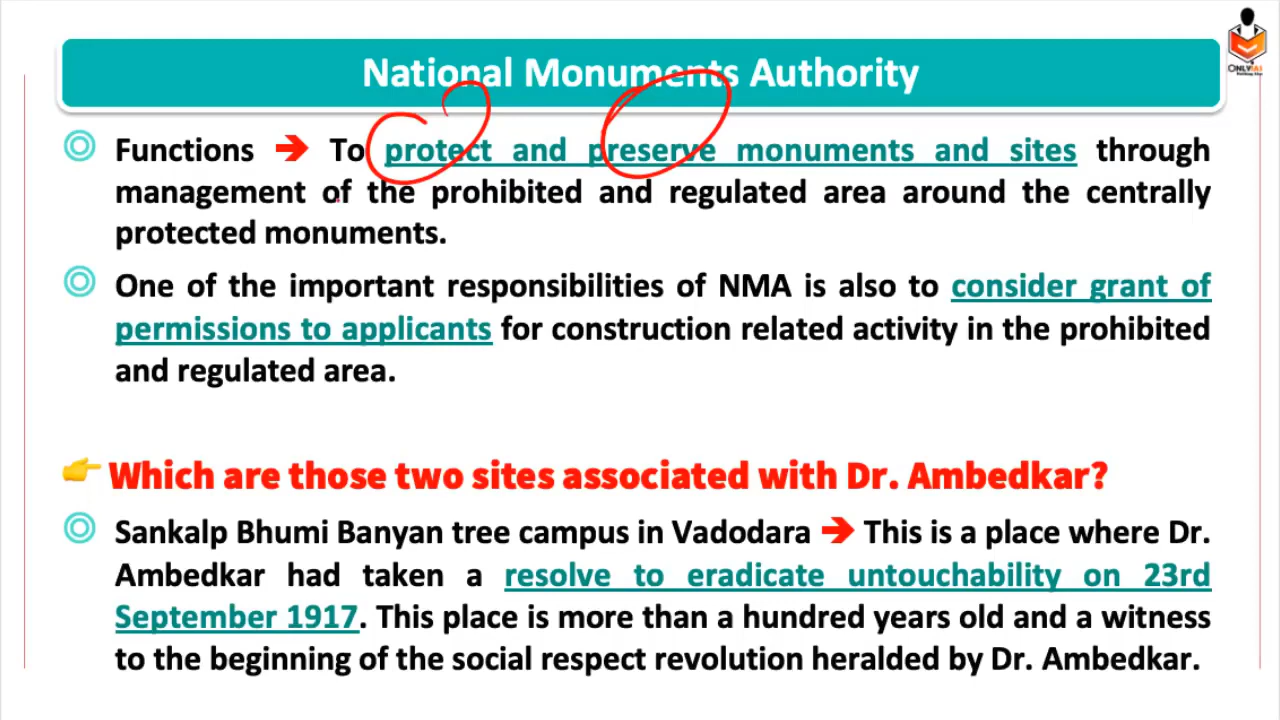 National Monuments Authority
Functions ➔ To protect and preserve monuments and sites through
management of the prohibited and regulated area around the centrally
protected monuments.
One of the important responsibilities of NMA is also to consider grant of
permissions to applicants for construction related activity in the prohibited
and regulated area.
Which are those two sites associated with Dr. Ambedkar?
Sankalp Bhumi Banyan tree campus in Vadodara ➔ This is a place where Dr.
Ambedkar had taken a resolve to eradicate untouchability on 23rd
September 1917. This place is more than a hundred years old and a witness
to the beginning of the social respect revolution heralded by Dr. Ambedkar.